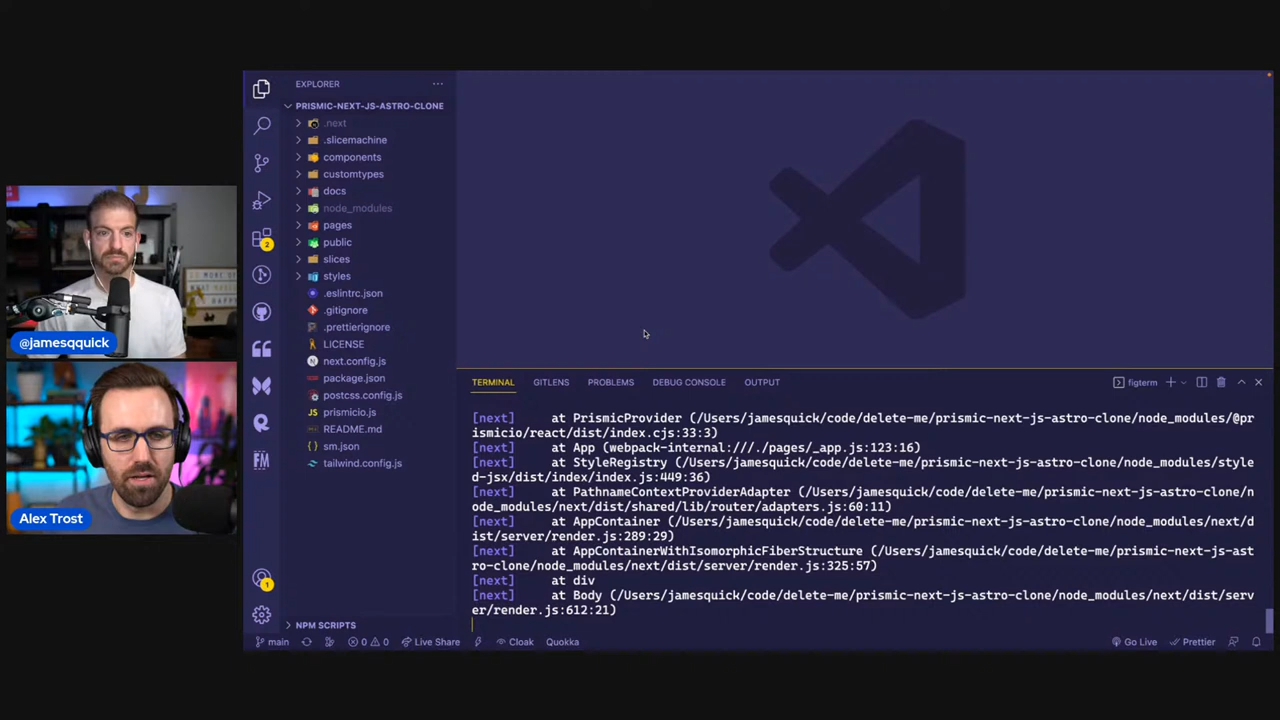 EXPLORER
PRISMIC-NEXT-JS-ASTRO-CLONE
.next
.slicemachine
components
customtypes
docs
node_modules
pages
public
slices
styles
.eslintrc.json
.gitignore
.prettierignore
LICENSE
next.config.js
package.json
postcss.config.js
JS prismicio.js
README.md
sm.json
tailwind.config.js
NPM SCRIPTS
2
FM
1
@jamesqquick
Alex Trost
TERMINAL GITLENS PROBLEMS DEBUG CONSOLE OUTPUT figterm
[next] at PrismicProvider (/Users/jamesquick/code/delete-me/prismic-next-js-astro-clone/node_modules/@pr
ismicio/react/dist/index.cjs:33:3)
[next] at App (webpack-internal:///./pages/_app.js:123:16)
[next] at StyleRegistry (/Users/jamesquick/code/delete-me/prismic-next-js-astro-clone/node_modules/style
d-jsx/dist/index/index.js:449:36)
[next] at PathnameContextProviderAdapter (/Users/jamesquick/code/delete-me/prismic-next-js-astro-clone/n
ode_modules/next/dist/shared/lib/router/adapters.js:60:11)
[next] at AppContainer (/Users/jamesquick/code/delete-me/prismic-next-js-astro-clone/node_modules/next/d
ist/server/render.js:289:29)
[next] at AppContainerWithIsomorphicFiberStructure (/Users/jamesquick/code/delete-me/prismic-next-js-ast
ro-clone/node_modules/next/dist/server/render.js:325:57)
[next] at div
[next] at Body (/Users/jamesquick/code/delete-me/prismic-next-js-astro-clone/node_modules/next/dist/serv
er/render.js:612:21)
main 0 0 Live Share Cloak Quokka Go Live Prettier